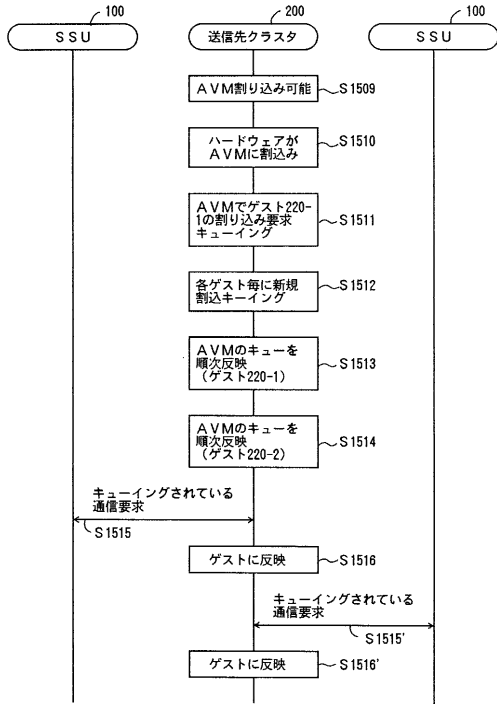 100
200
100
SSU
送信先クラスタ
SSU
AVM割り込み可能
S1509
ハードウェアが
AVMに割込み
S1510
AVMでゲスト220-
1の割り込み要求
キューイング
S1511
各ゲスト毎に新規
割込キーイング
S1512
AVMのキューを
順次反映
(ゲスト220-1)
S1513
AVMのキューを
順次反映
(ゲスト220-2)
S1514
キューイングされている
通信要求
S1515
ゲストに反映
S1516
キューイングされている
通信要求
S1515'
ゲストに反映
S1516'